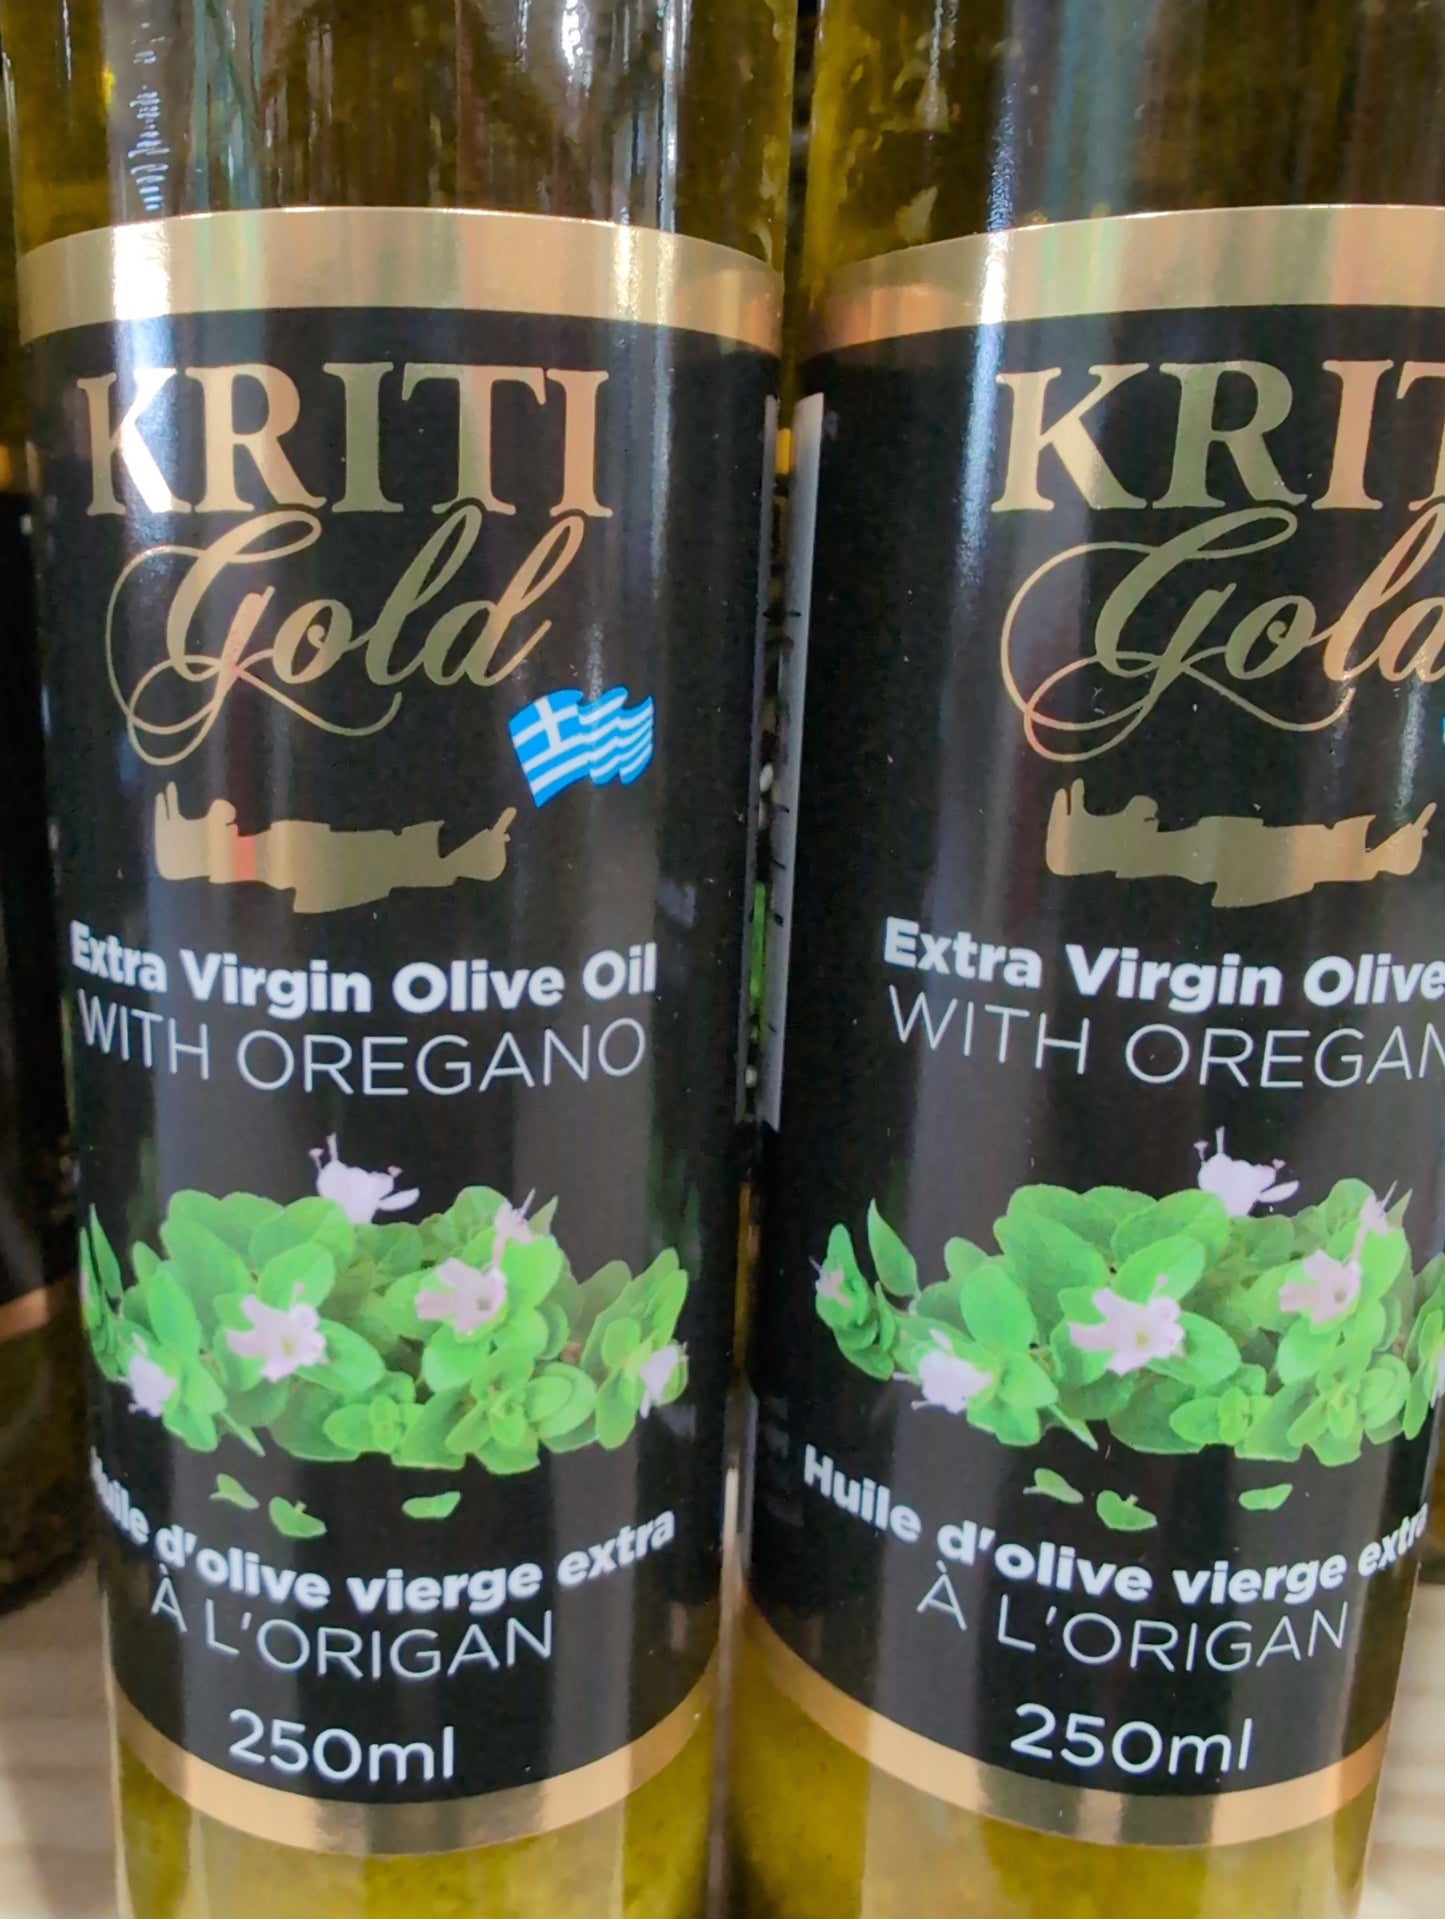 KRITI
Gold
Extra Virgin Olive Oil
WITH OREGANO
Huile d'olive vierge extra
À L'ORIGAN
250ml
KRIT
Gold
Extra Virgin Olive
WITH OREGAN
Huile d'olive vierge extra
À L'ORIGAN
250ml